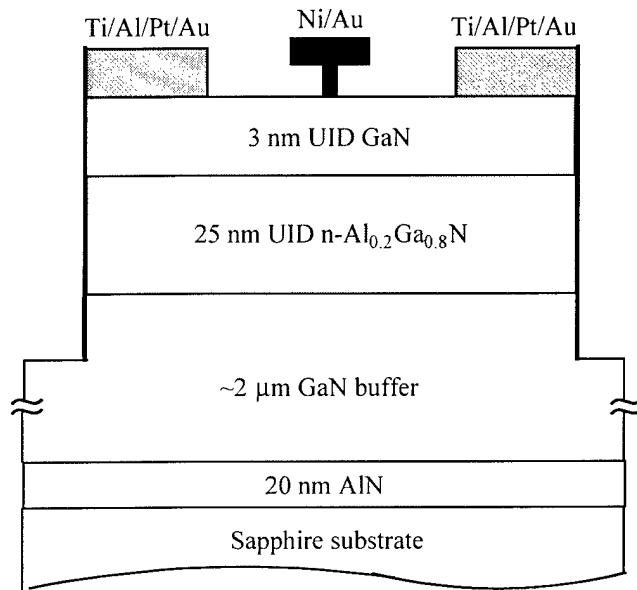 Ti/Al/Pt/Au
Ni/Au
Ti/Al/Pt/Au
3 nm UID GaN
25 nm UID n-Al₀.₂Ga₀.₈N
~2 μm GaN buffer
20 nm AlN
Sapphire substrate